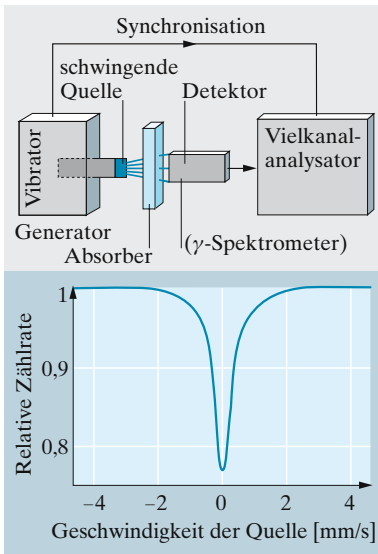 Synchronisation
schwingende
Quelle
Detektor
Vibrator
Vielkanal-
analysator
Generator
Absorber
(γ-Spektrometer)
Relative Zählrate
1
0,9
0,8
−4 −2 0 2 4
Geschwindigkeit der Quelle [mm/s]